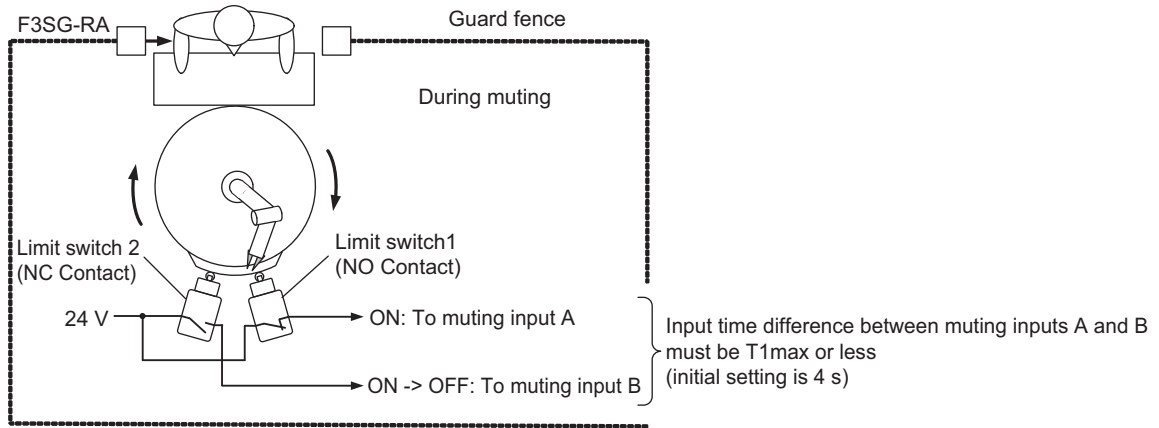 F3SG-RA
Guard fence
During muting
Limit switch 2
(NC Contact)
Limit switch1
(NO Contact)
24 V
ON: To muting input A
ON -> OFF: To muting input B
Input time difference between muting inputs A and B
must be T1max or less
(initial setting is 4 s)